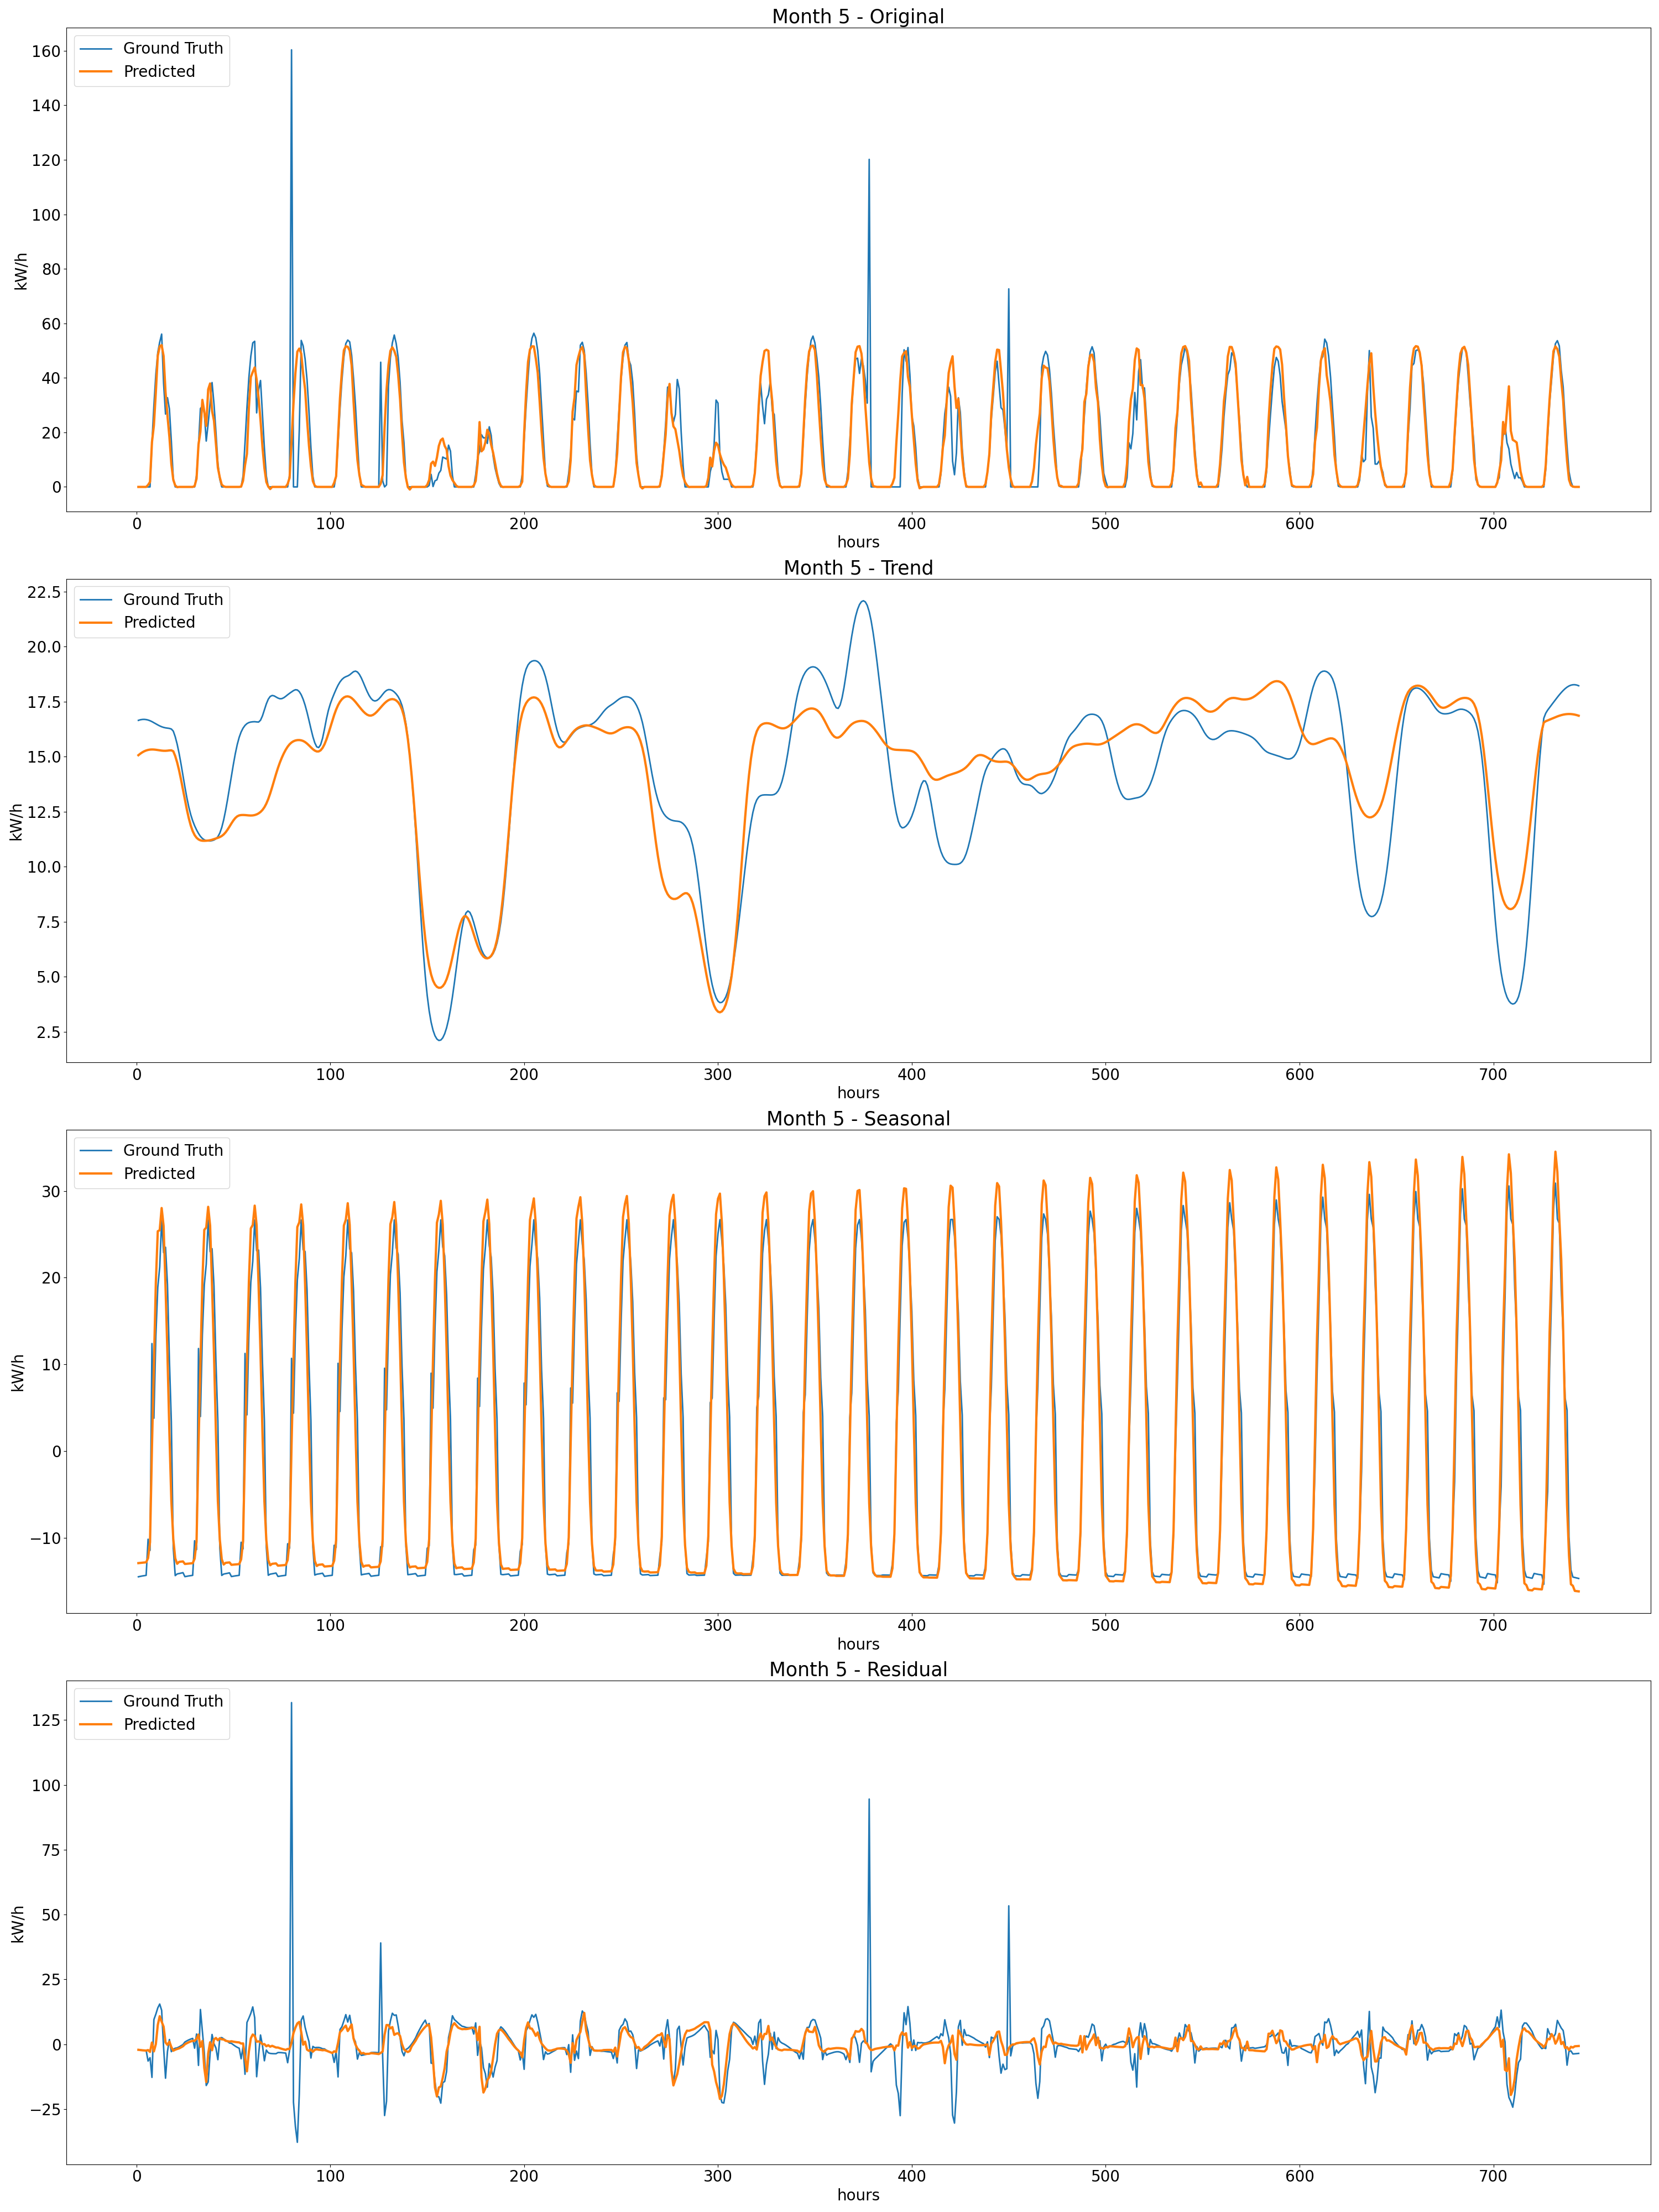 Month 5 - Original
Ground Truth
Predicted
160
140
120
100
80
60
40
20
0
kW/h
0 100 200 300 400 500 600 700
hours
Month 5 - Trend
Ground Truth
Predicted
22.5
20.0
17.5
15.0
12.5
10.0
7.5
5.0
2.5
kW/h
0 100 200 300 400 500 600 700
hours
Month 5 - Seasonal
Ground Truth
Predicted
30
20
10
0
−10
kW/h
0 100 200 300 400 500 600 700
hours
Month 5 - Residual
Ground Truth
Predicted
125
100
75
50
25
0
−25
kW/h
0 100 200 300 400 500 600 700
hours